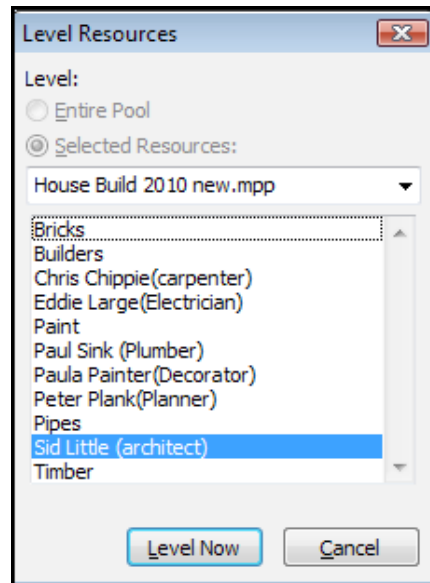 Level Resources
Level:
Entire Pool
Selected Resources:
House Build 2010 new.mpp
Bricks
Builders
Chris Chippie(carpenter)
Eddie Large(Electrician)
Paint
Paul Sink (Plumber)
Paula Painter(Decorator)
Peter Plank(Planner)
Pipes
Sid Little (architect)
Timber
Level Now
Cancel